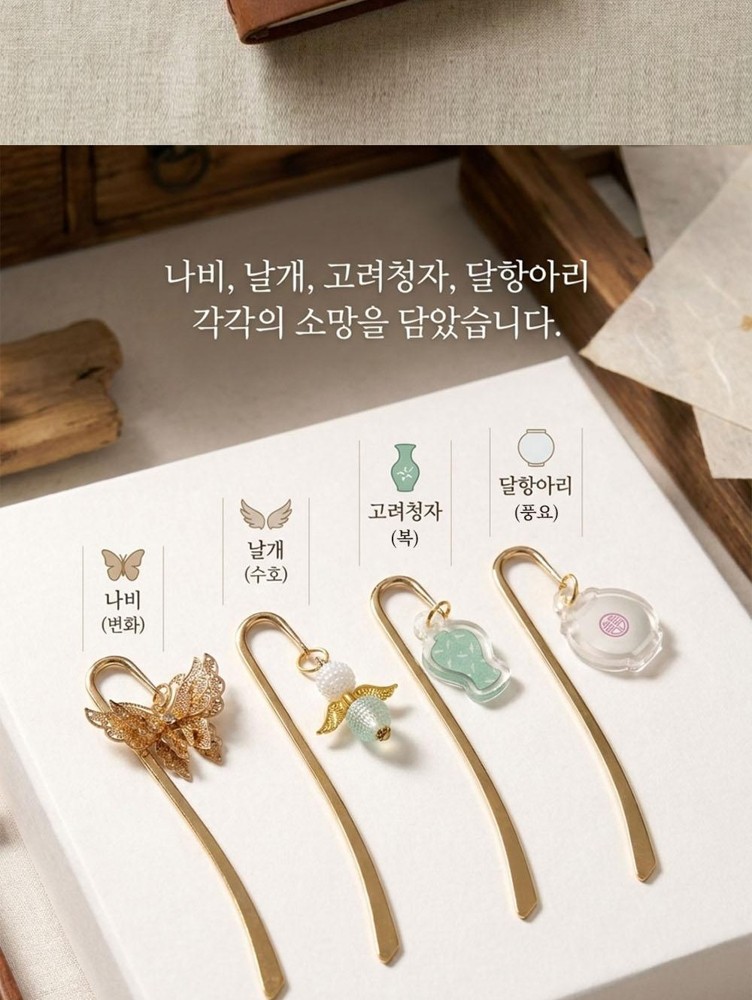 나비, 날개, 고려청자, 달항아리
각각의 소망을 담았습니다.
나비
(변화)
날개
(수호)
고려청자
(복)
달항아리
(풍요)